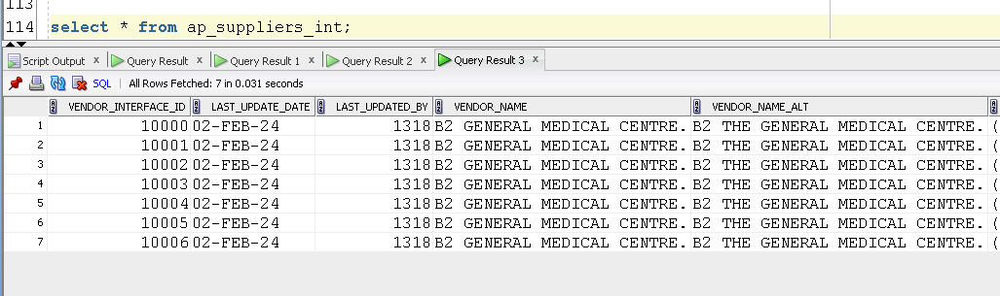 113
114 select * from ap_suppliers_int;
Script Output x Query Result x Query Result 1 x Query Result 2 x Query Result 3 x
SQL | All Rows Fetched: 7 in 0.031 seconds
VENDOR_INTERFACE_ID LAST_UPDATE_DATE LAST_UPDATED_BY VENDOR_NAME VENDOR_NAME_ALT
1 10000 02-FEB-24 1318 B2 GENERAL MEDICAL CENTRE. B2 THE GENERAL MEDICAL CENTRE. (
2 10001 02-FEB-24 1318 B2 GENERAL MEDICAL CENTRE. B2 THE GENERAL MEDICAL CENTRE. (
3 10002 02-FEB-24 1318 B2 GENERAL MEDICAL CENTRE. B2 THE GENERAL MEDICAL CENTRE. (
4 10003 02-FEB-24 1318 B2 GENERAL MEDICAL CENTRE. B2 THE GENERAL MEDICAL CENTRE. (
5 10004 02-FEB-24 1318 B2 GENERAL MEDICAL CENTRE. B2 THE GENERAL MEDICAL CENTRE. (
6 10005 02-FEB-24 1318 B2 GENERAL MEDICAL CENTRE. B2 THE GENERAL MEDICAL CENTRE. (
7 10006 02-FEB-24 1318 B2 GENERAL MEDICAL CENTRE. B2 THE GENERAL MEDICAL CENTRE. (